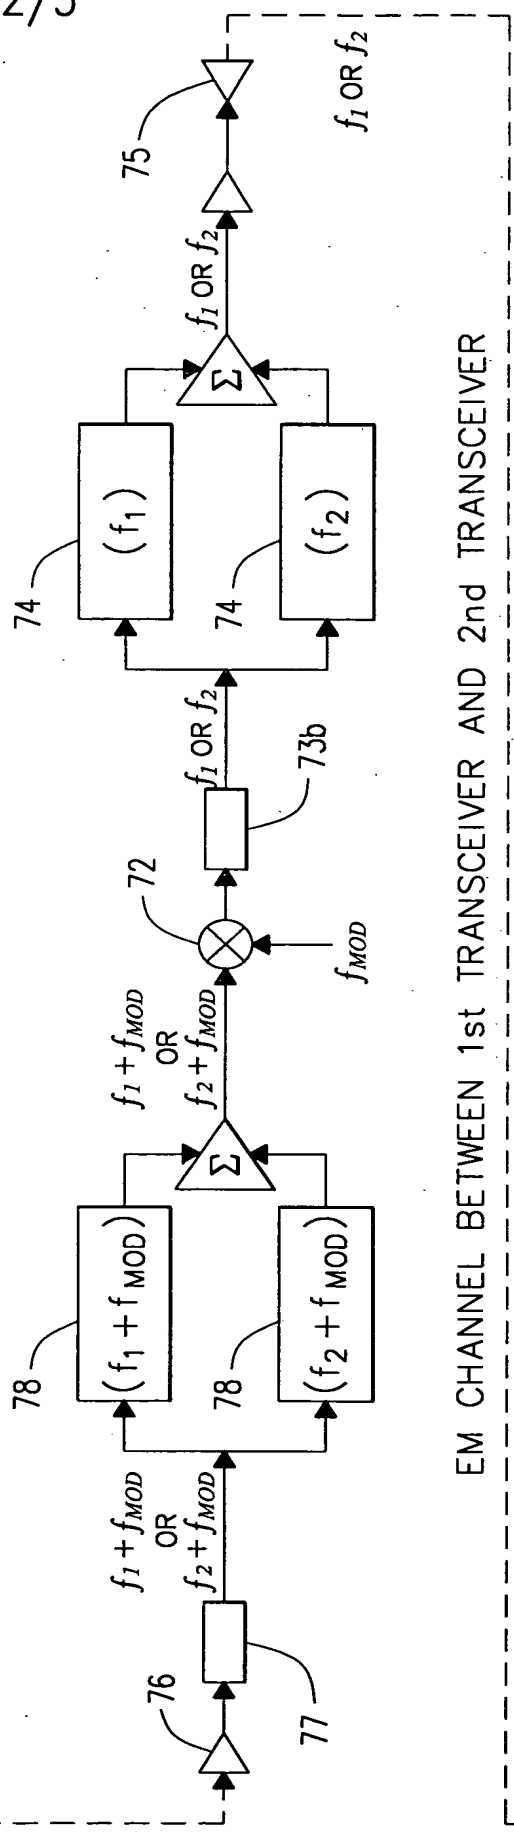 2/5
76
77
f1+fMOD
OR
f2+fMOD
78
(f1+fMOD)
78
(f2+fMOD)
Σ
f1+fMOD
OR
f2+fMOD
72
fMOD
73b
f1 OR f2
74
(f1)
74
(f2)
Σ
f1 OR f2
75
f1 OR f2
EM CHANNEL BETWEEN 1st TRANSCEIVER AND 2nd TRANSCEIVER